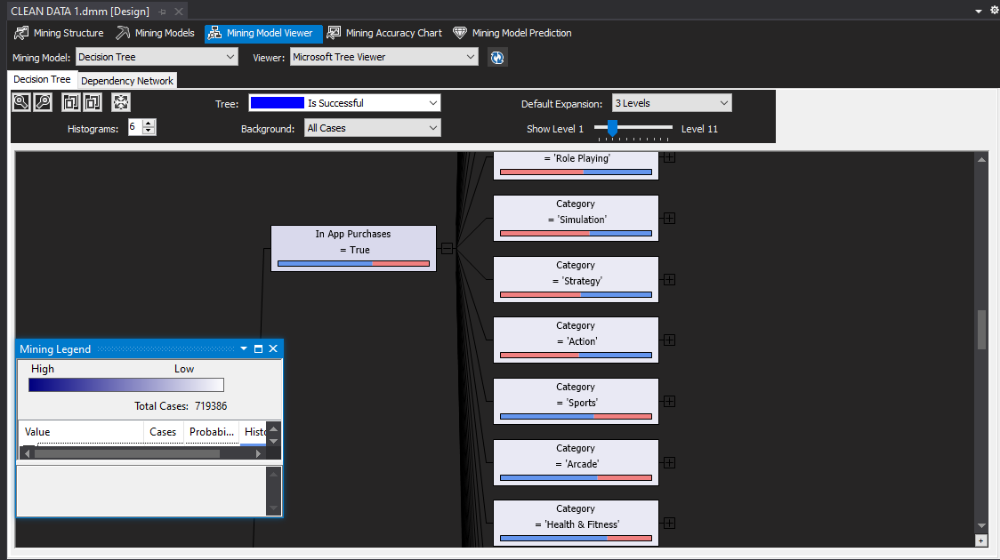 CLEAN DATA 1.dmm [Design]
Mining Structure Mining Models Mining Model Viewer Mining Accuracy Chart Mining Model Prediction
Mining Model: Decision Tree Viewer: Microsoft Tree Viewer
Decision Tree Dependency Network
Tree: Is Successful Default Expansion: 3 Levels
Histograms: 6 Background: All Cases Show Level 1 Level 11
= 'Role Playing'
Category
= 'Simulation'
In App Purchases
= True
Category
= 'Strategy'
Category
= 'Action'
Category
= 'Sports'
Category
= 'Arcade'
Category
= 'Health & Fitness'
Mining Legend
High Low
Total Cases: 719386
Value Cases Probabi... Histo